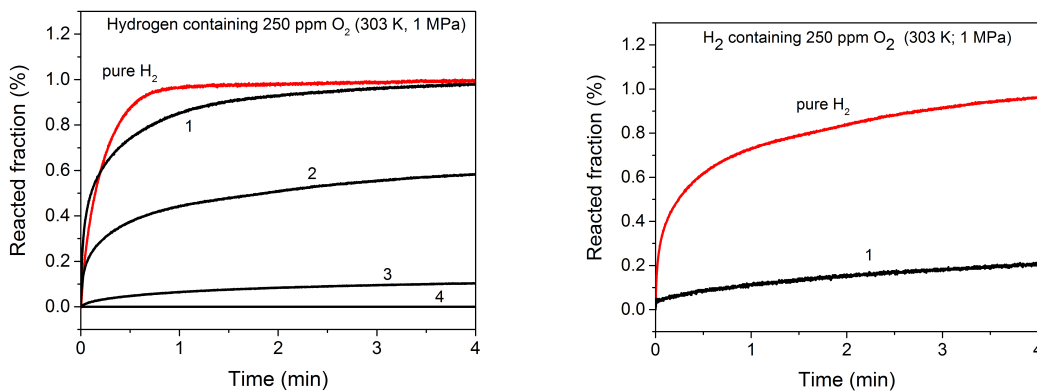 Hydrogen containing 250 ppm O₂ (303 K, 1 MPa)
pure H₂
1
2
3
4
Reacted fraction (%)
1.2
1.0
0.8
0.6
0.4
0.2
0.0
0 1 2 3 4
Time (min)
H₂ containing 250 ppm O₂ (303 K; 1 MPa)
pure H₂
1
Reacted fraction (%)
1.2
1.0
0.8
0.6
0.4
0.2
0.0
0 1 2 3 4
Time (min)